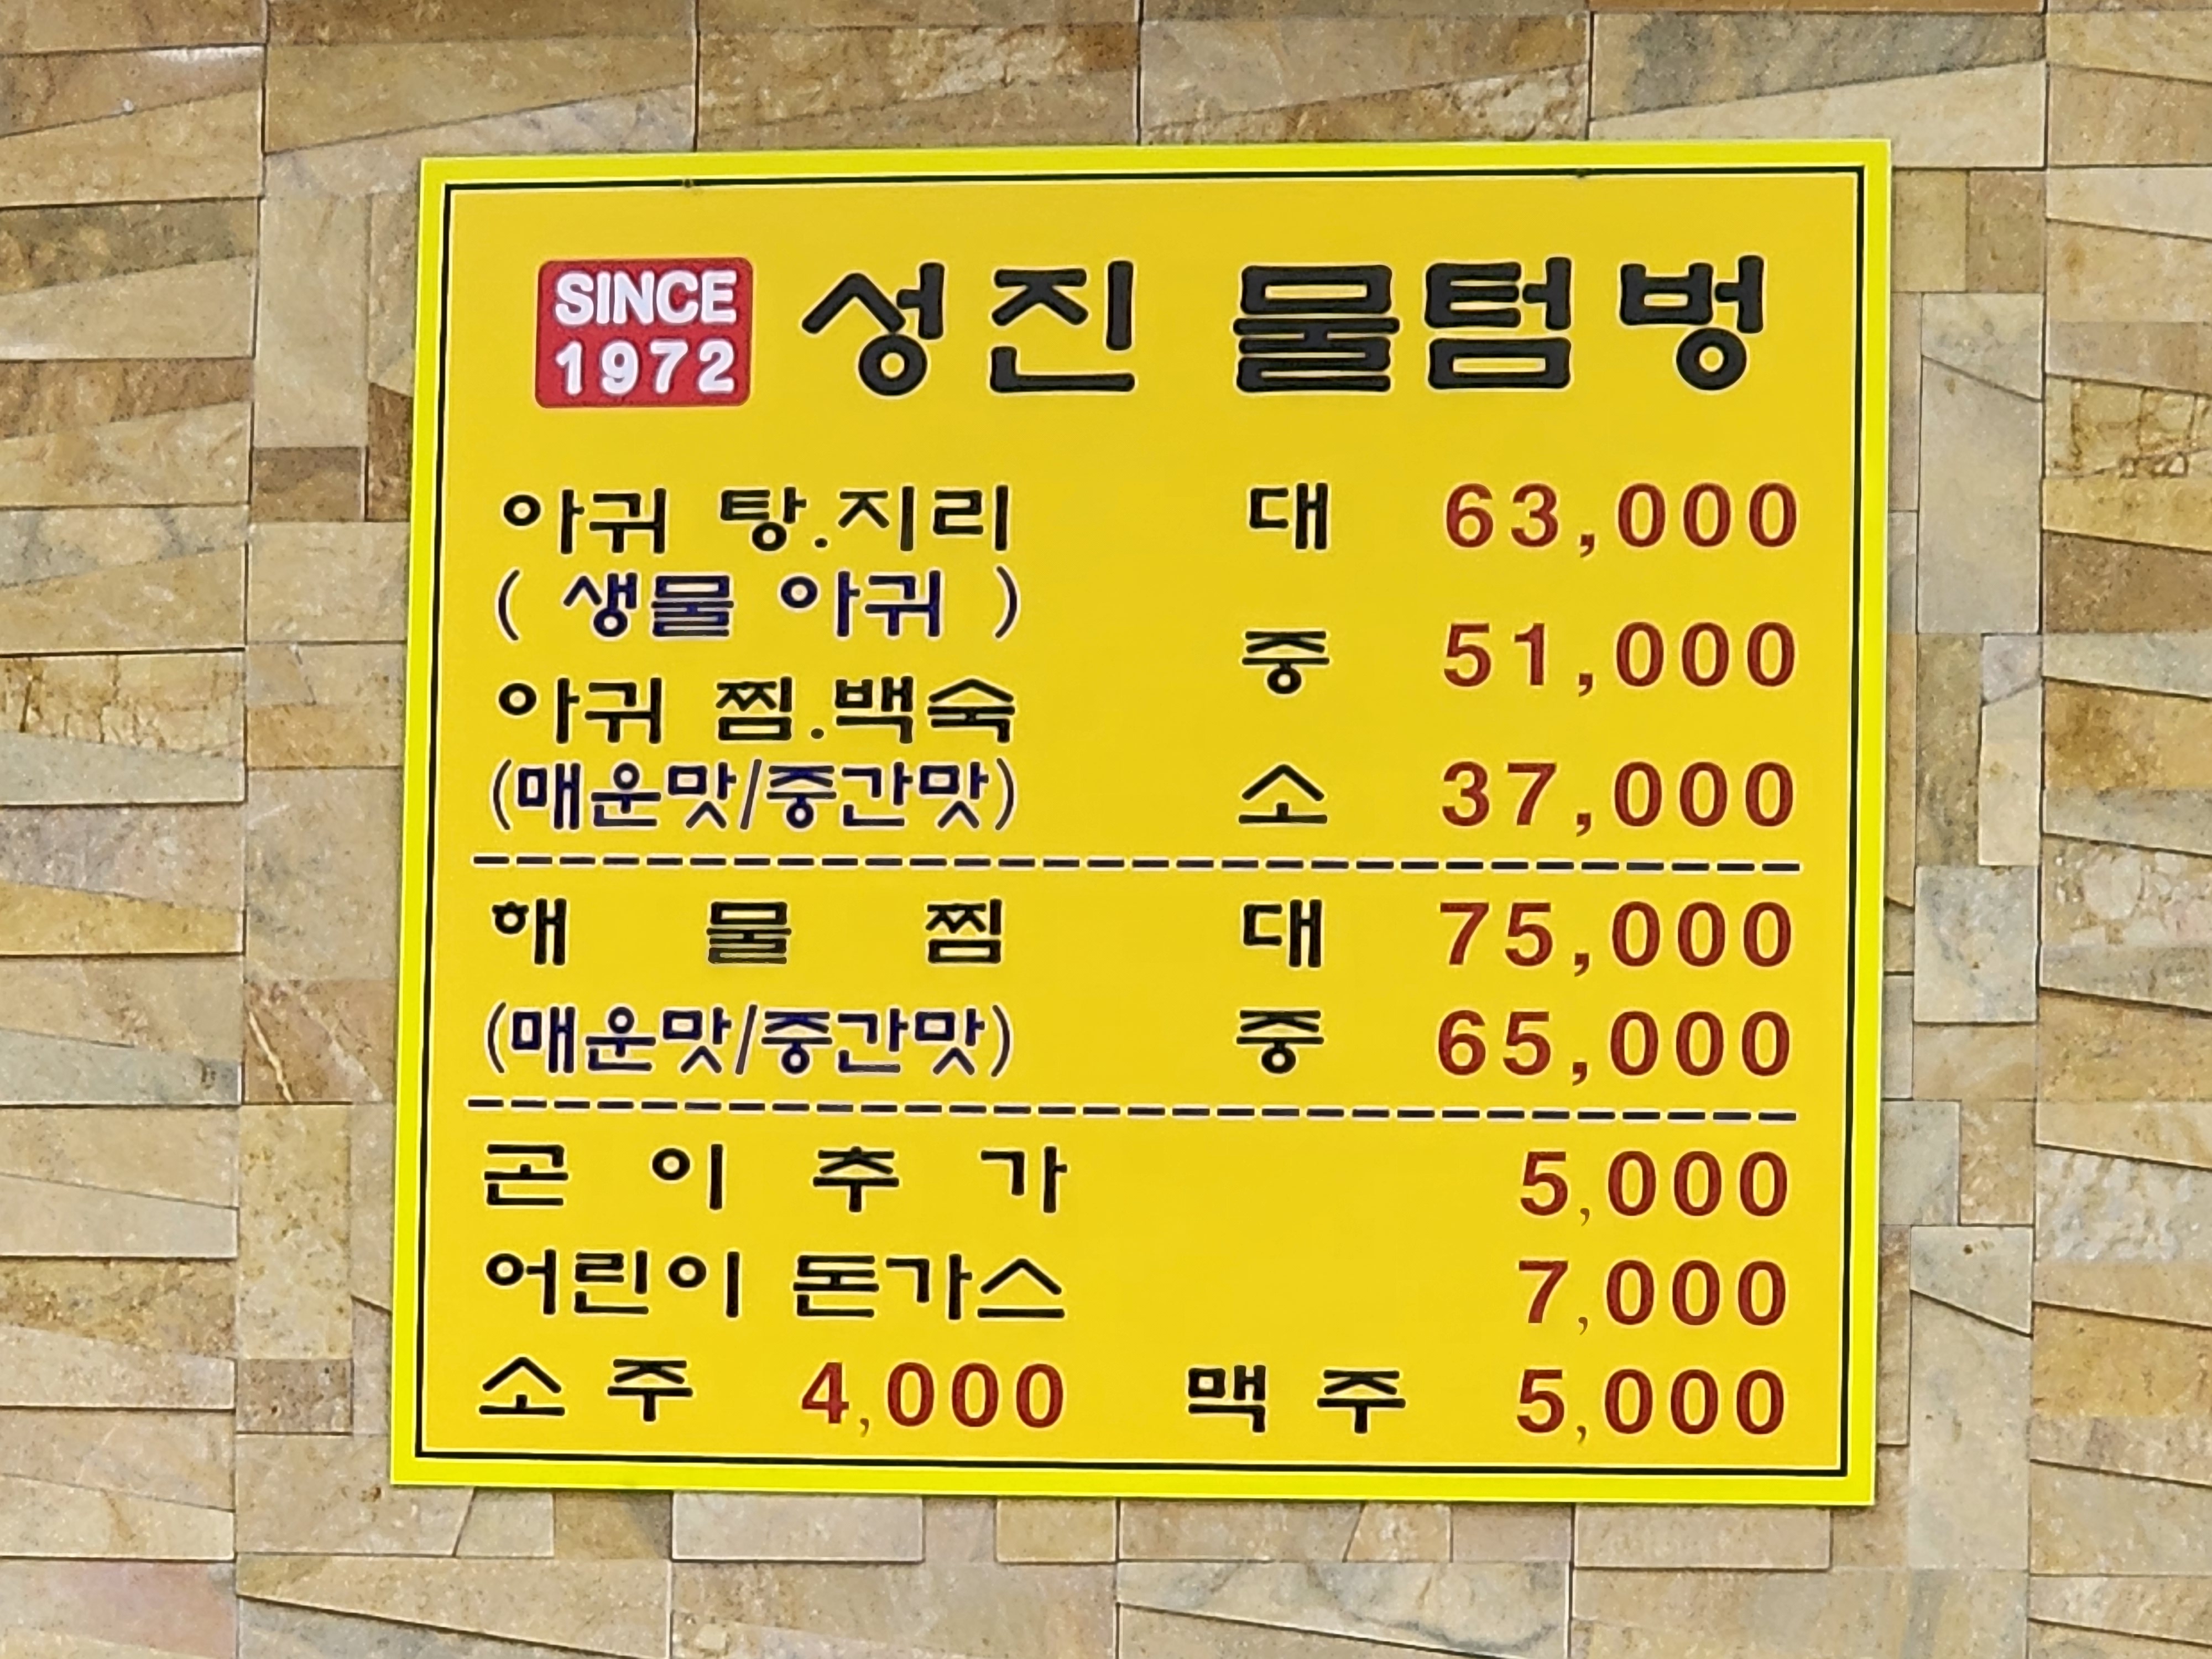 SINCE
1972
성진 물텀벙
아귀 탕.지리 대 63,000
( 생물 아귀 )
중 51,000
아귀 찜.백숙
(매운맛/중간맛) 소 37,000
해 물 찜 대 75,000
(매운맛/중간맛) 중 65,000
곤 이 추 가 5,000
어린이 돈가스 7,000
소 주 4,000 맥 주 5,000